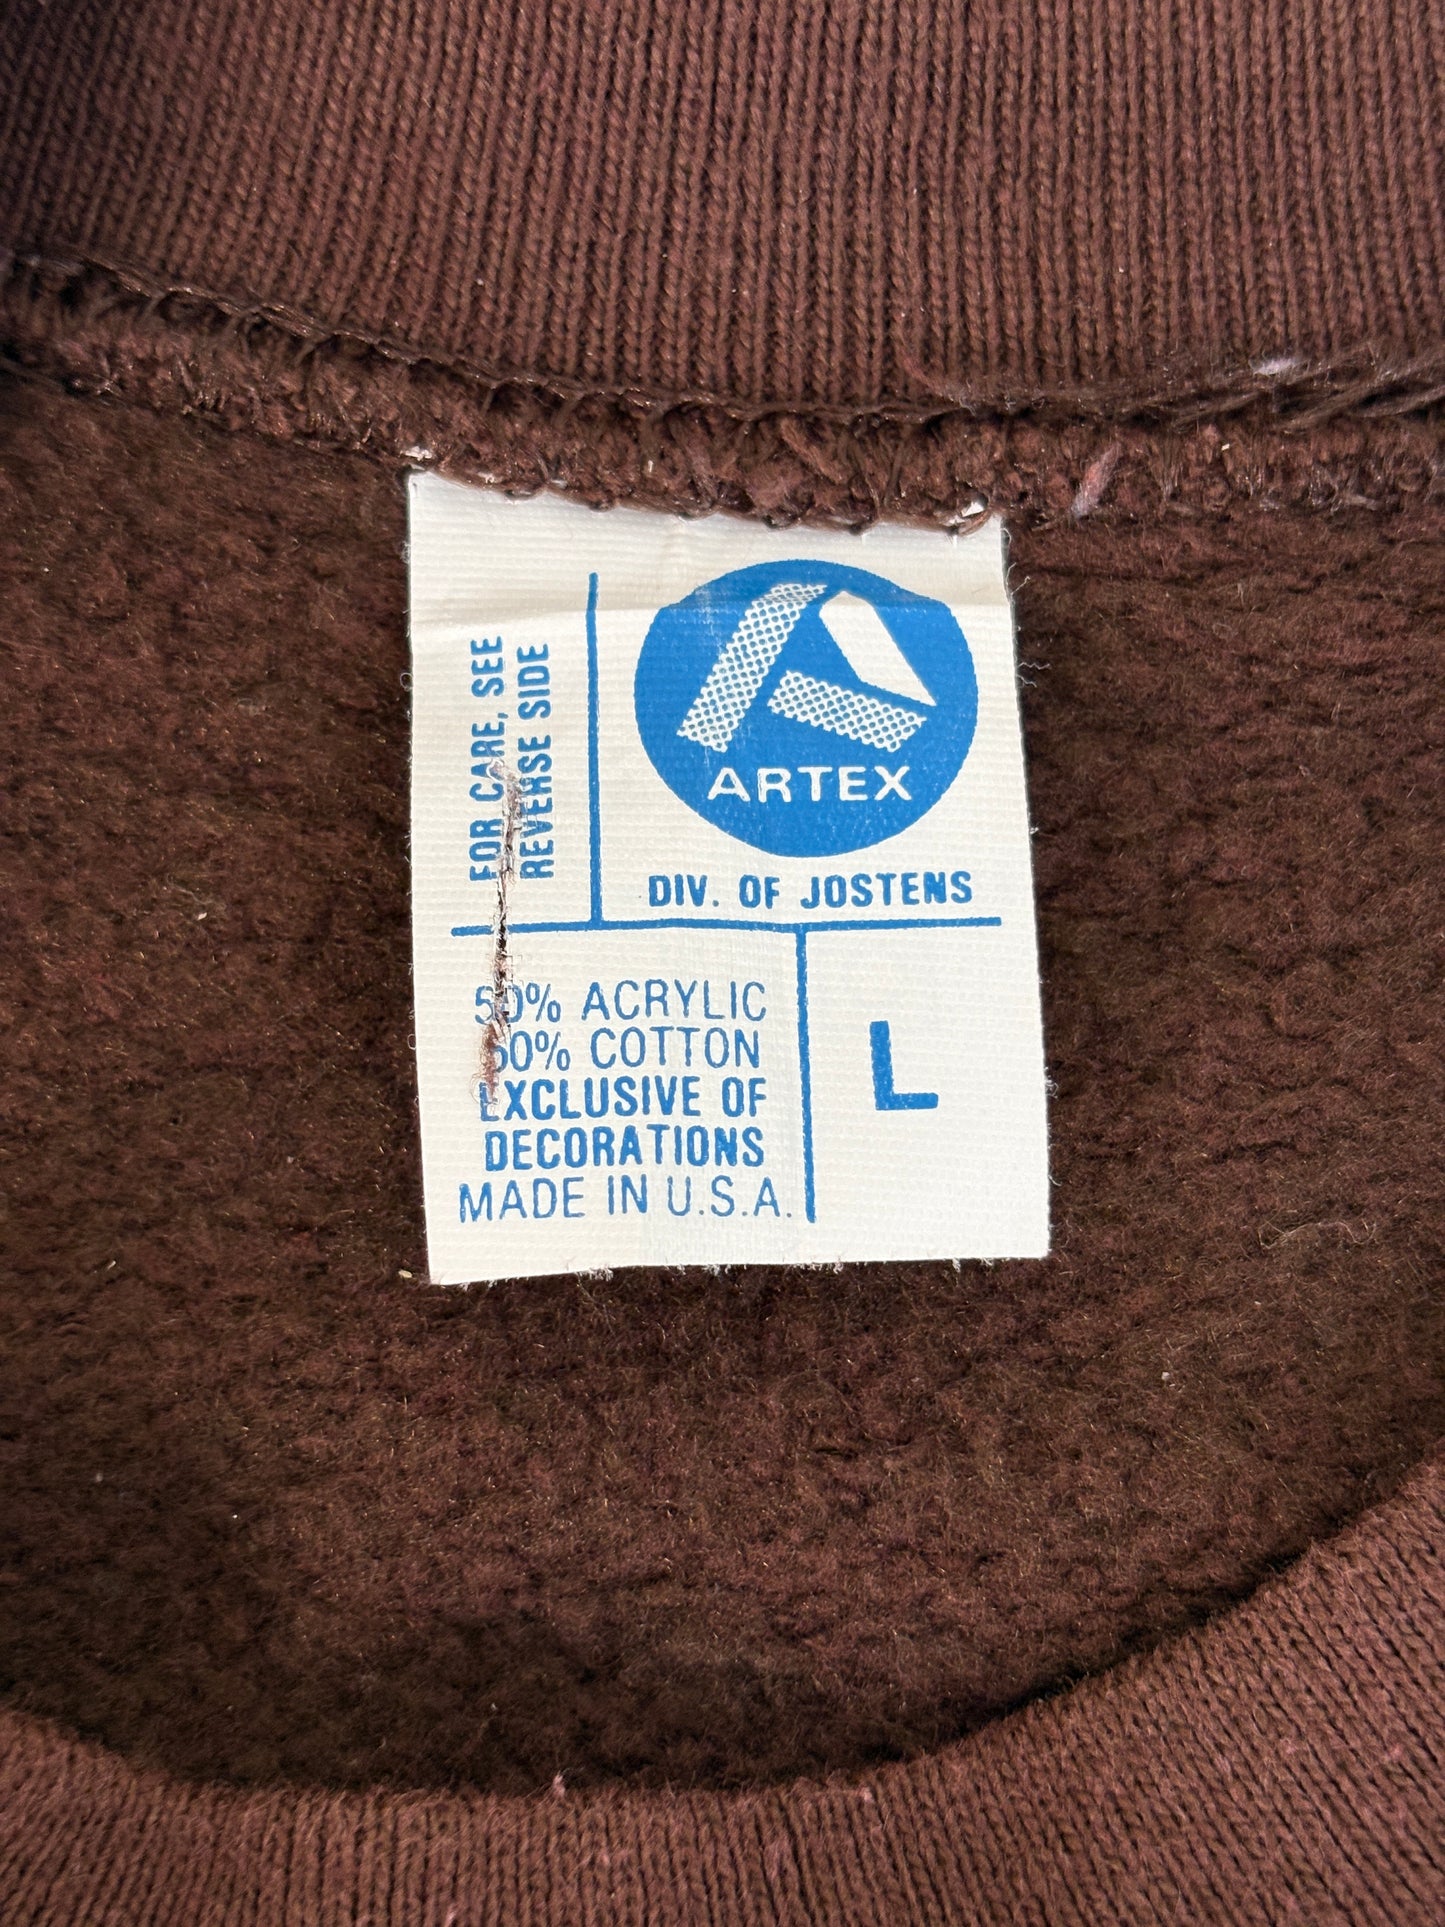 FOR CARE, SEE
REVERSE SIDE
ARTEX
DIV. OF JOSTENS
50% ACRYLIC
50% COTTON
EXCLUSIVE OF
DECORATIONS
MADE IN U.S.A.
L